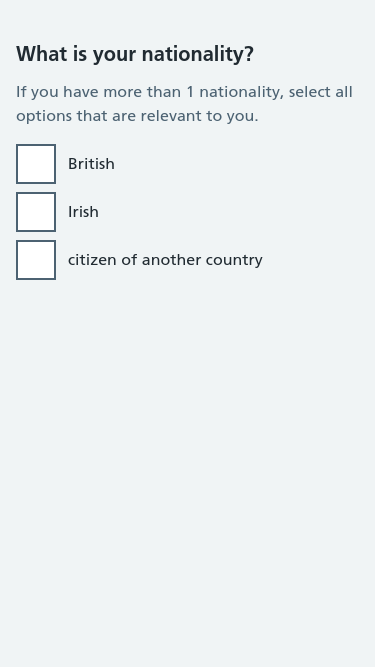 What is your nationality?
If you have more than 1 nationality, select all
options that are relevant to you.
British
Irish
citizen of another country